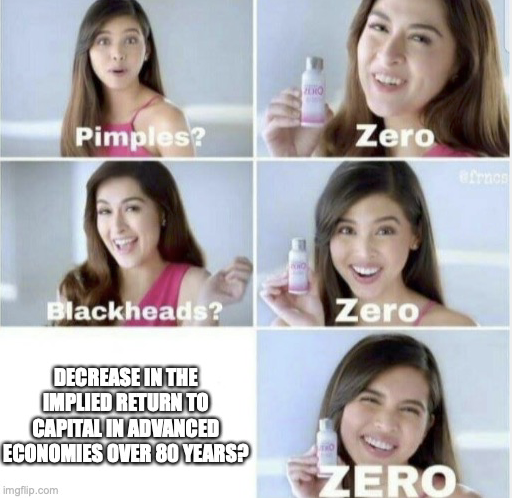 Pimples?
Zero
@frncs
Blackheads?
Zero
DECREASE IN THE
IMPLIED RETURN TO
CAPITAL IN ADVANCED
ECONOMIES OVER 80 YEARS?
ZERO
imgflip.com